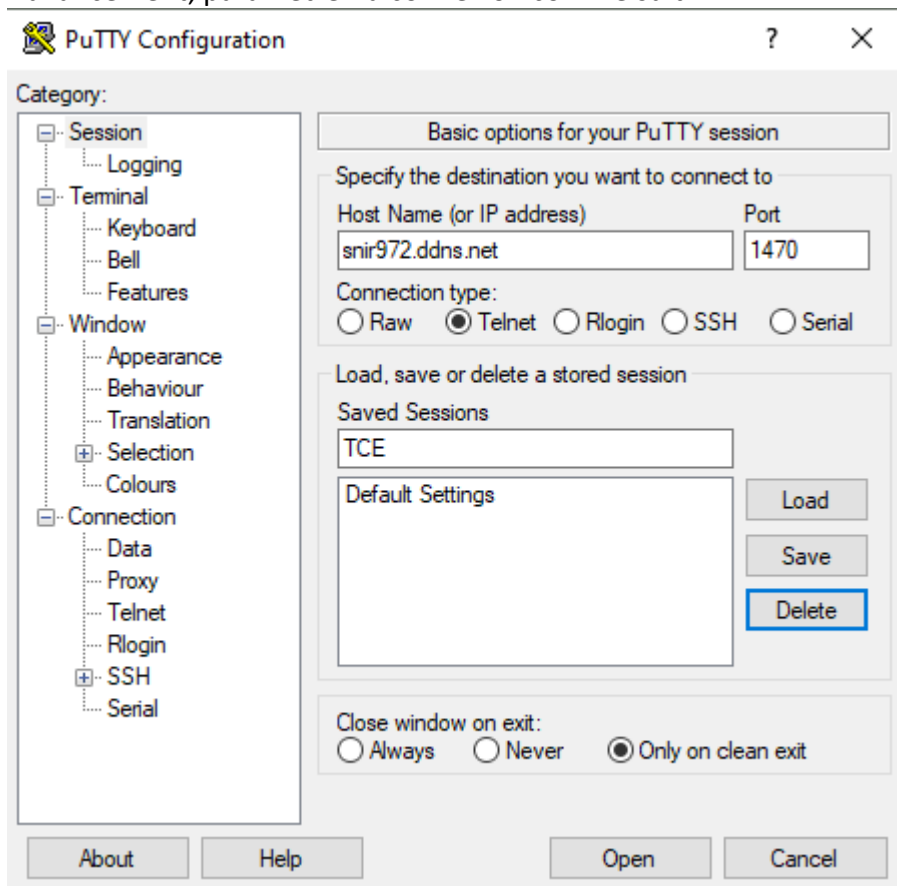 PuTTY Configuration ? ×
Category:
Session
Logging
Terminal
Keyboard
Bell
Features
Window
Appearance
Behaviour
Translation
Selection
Colours
Connection
Data
Proxy
Telnet
Rlogin
SSH
Serial
Basic options for your PuTTY session
Specify the destination you want to connect to
Host Name (or IP address) Port
snir972.ddns.net 1470
Connection type:
Raw Telnet Rlogin SSH Serial
Load, save or delete a stored session
Saved Sessions
TCE
Default Settings
Load
Save
Delete
Close window on exit:
Always Never Only on clean exit
About Help Open Cancel